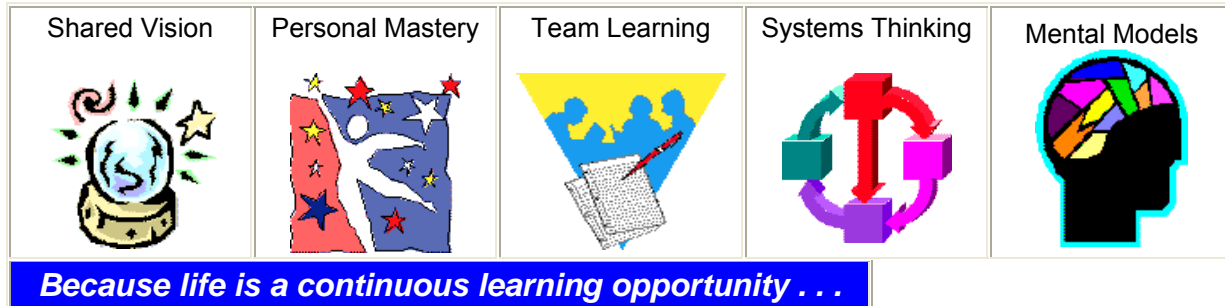 Shared Vision
Personal Mastery
Team Learning
Systems Thinking
Mental Models
Because life is a continuous learning opportunity . . .